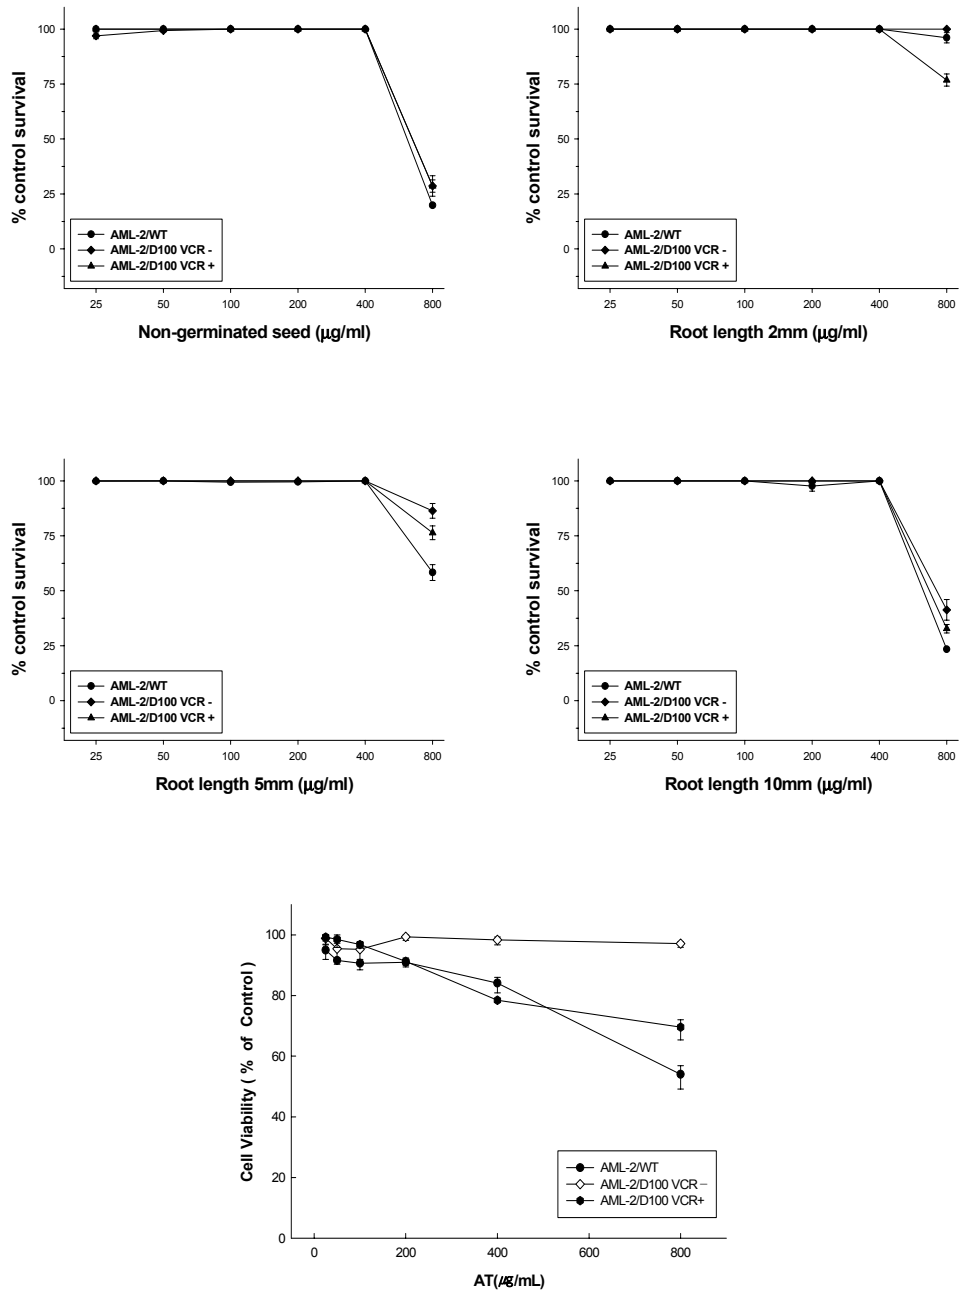 100
75
50
25
0
% control survival
AML-2/WT
AML-2/D100 VCR -
AML-2/D100 VCR +
25 50 100 200 400 800
Non-germinated seed (μg/ml)
100
75
50
25
0
% control survival
AML-2/WT
AML-2/D100 VCR -
AML-2/D100 VCR +
25 50 100 200 400 800
Root length 2mm (μg/ml)
100
75
50
25
0
% control survival
AML-2/WT
AML-2/D100 VCR -
AML-2/D100 VCR +
25 50 100 200 400 800
Root length 5mm (μg/ml)
100
75
50
25
0
% control survival
AML-2/WT
AML-2/D100 VCR -
AML-2/D100 VCR +
25 50 100 200 400 800
Root length 10mm (μg/ml)
100
80
60
40
20
0
Cell Viability ( % of Control )
AML-2/WT
AML-2/D100 VCR −
AML-2/D100 VCR+
0 200 400 600 800
AT(㎍/mL)